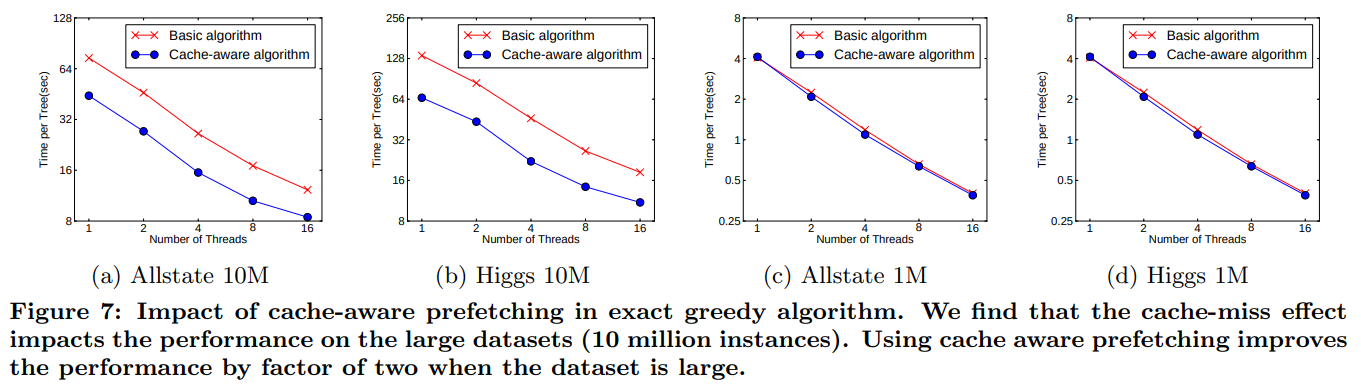 128
64
32
16
8
1
2
4
8
16
Time per Tree(sec)
Number of Threads
Basic algorithm
Cache-aware algorithm
(a) Allstate 10M
256
128
64
32
16
8
1
2
4
8
16
Time per Tree(sec)
Number of Threads
Basic algorithm
Cache-aware algorithm
(b) Higgs 10M
8
4
2
1
0.5
0.25
1
2
4
8
16
Time per Tree(sec)
Number of Threads
Basic algorithm
Cache-aware algorithm
(c) Allstate 1M
8
4
2
1
0.5
0.25
1
2
4
8
16
Time per Tree(sec)
Number of Threads
Basic algorithm
Cache-aware algorithm
(d) Higgs 1M
Figure 7: Impact of cache-aware prefetching in exact greedy algorithm. We find that the cache-miss effect
impacts the performance on the large datasets (10 million instances). Using cache aware prefetching improves
the performance by factor of two when the dataset is large.